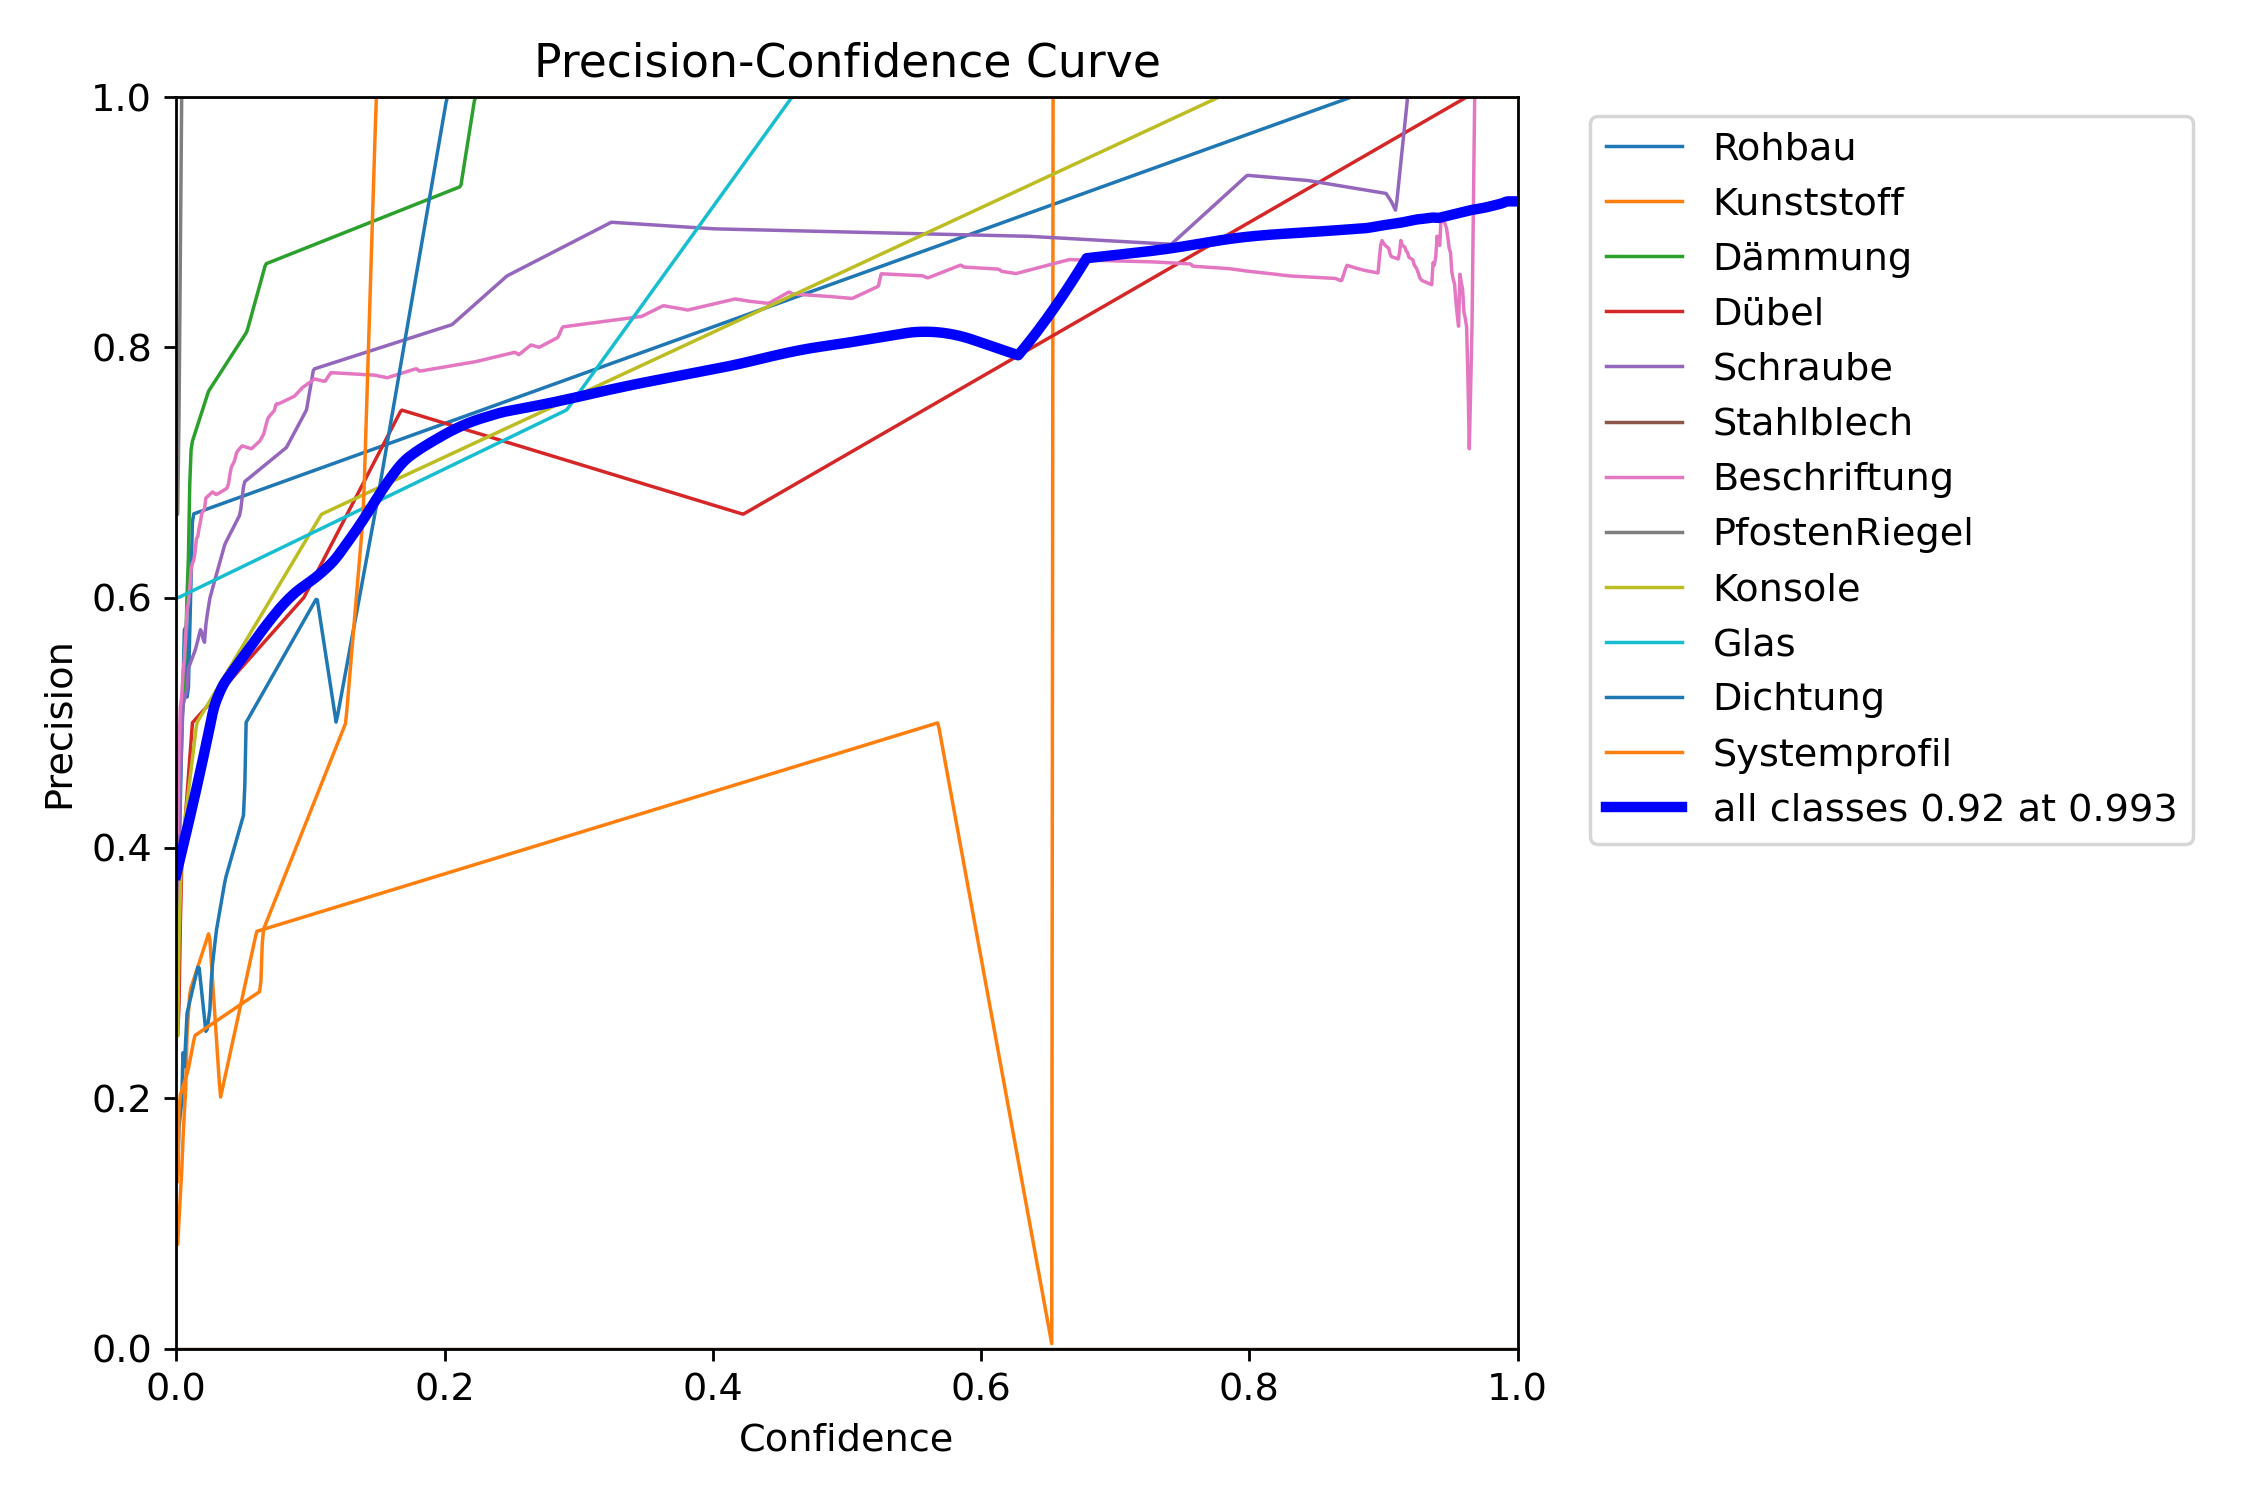 Precision-Confidence Curve
1.0
0.8
0.6
0.4
0.2
0.0
Precision
0.0 0.2 0.4 0.6 0.8 1.0
Confidence
Rohbau
Kunststoff
Dämmung
Dübel
Schraube
Stahlblech
Beschriftung
PfostenRiegel
Konsole
Glas
Dichtung
Systemprofil
all classes 0.92 at 0.993